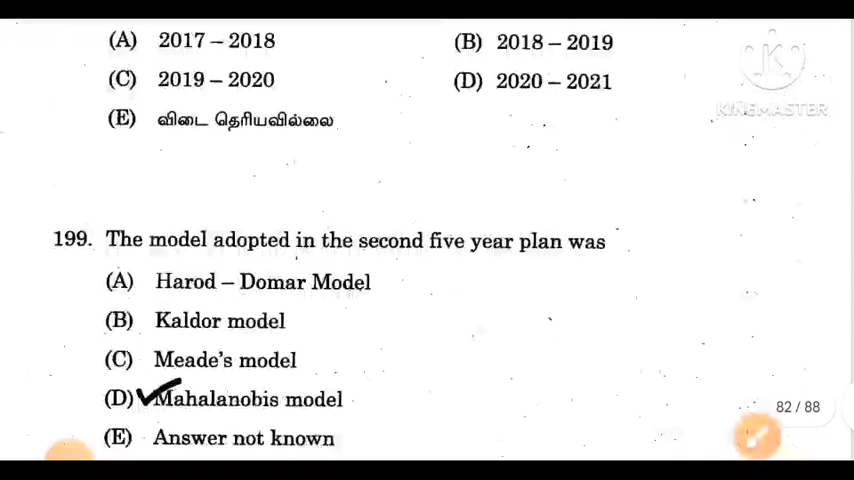 (A) 2017 – 2018 (B) 2018 – 2019
(C) 2019 – 2020 (D) 2020 – 2021
(E) விடை தெரியவில்லை
KINEMASTER
199. The model adopted in the second five year plan was
(A) Harod – Domar Model
(B) Kaldor model
(C) Meade's model
(D) Mahalanobis model
(E) Answer not known
82 / 88